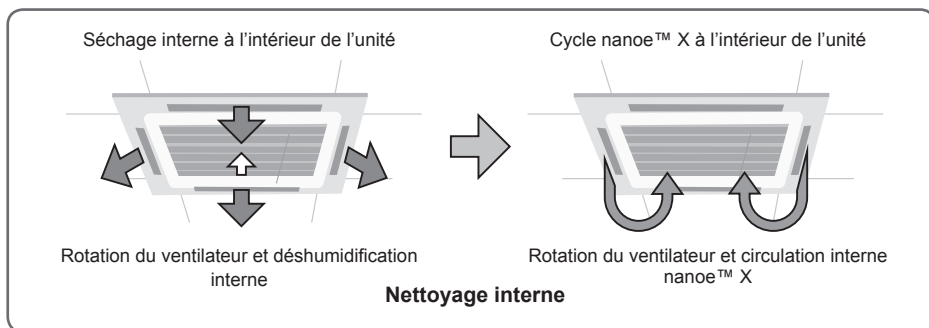 Séchage interne à l’intérieur de l’unité
Cycle nanoe™ X à l’intérieur de l’unité
Rotation du ventilateur et déshumidification
interne
Rotation du ventilateur et circulation interne
nanoe™ X
Nettoyage interne